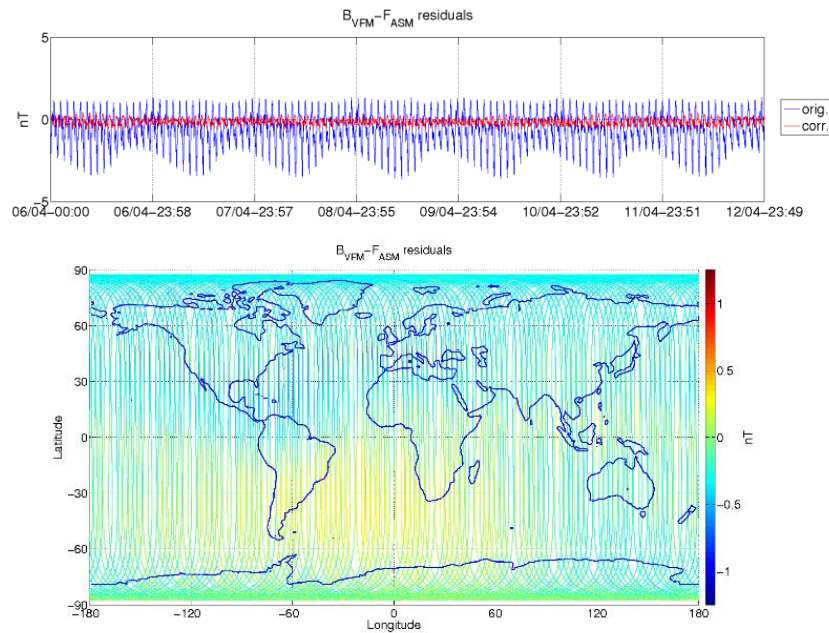 B_VFM−F_ASM residuals
5
0
−5
nT
06/04−00:00 06/04−23:58 07/04−23:57 08/04−23:55 09/04−23:54 10/04−23:52 11/04−23:51 12/04−23:49
orig.
corr.
B_VFM−F_ASM residuals
90
60
30
0
−30
−60
−90
Latitude
−180 −120 −60 0 60 120 180
Longitude
1
0.5
0
−0.5
−1
nT